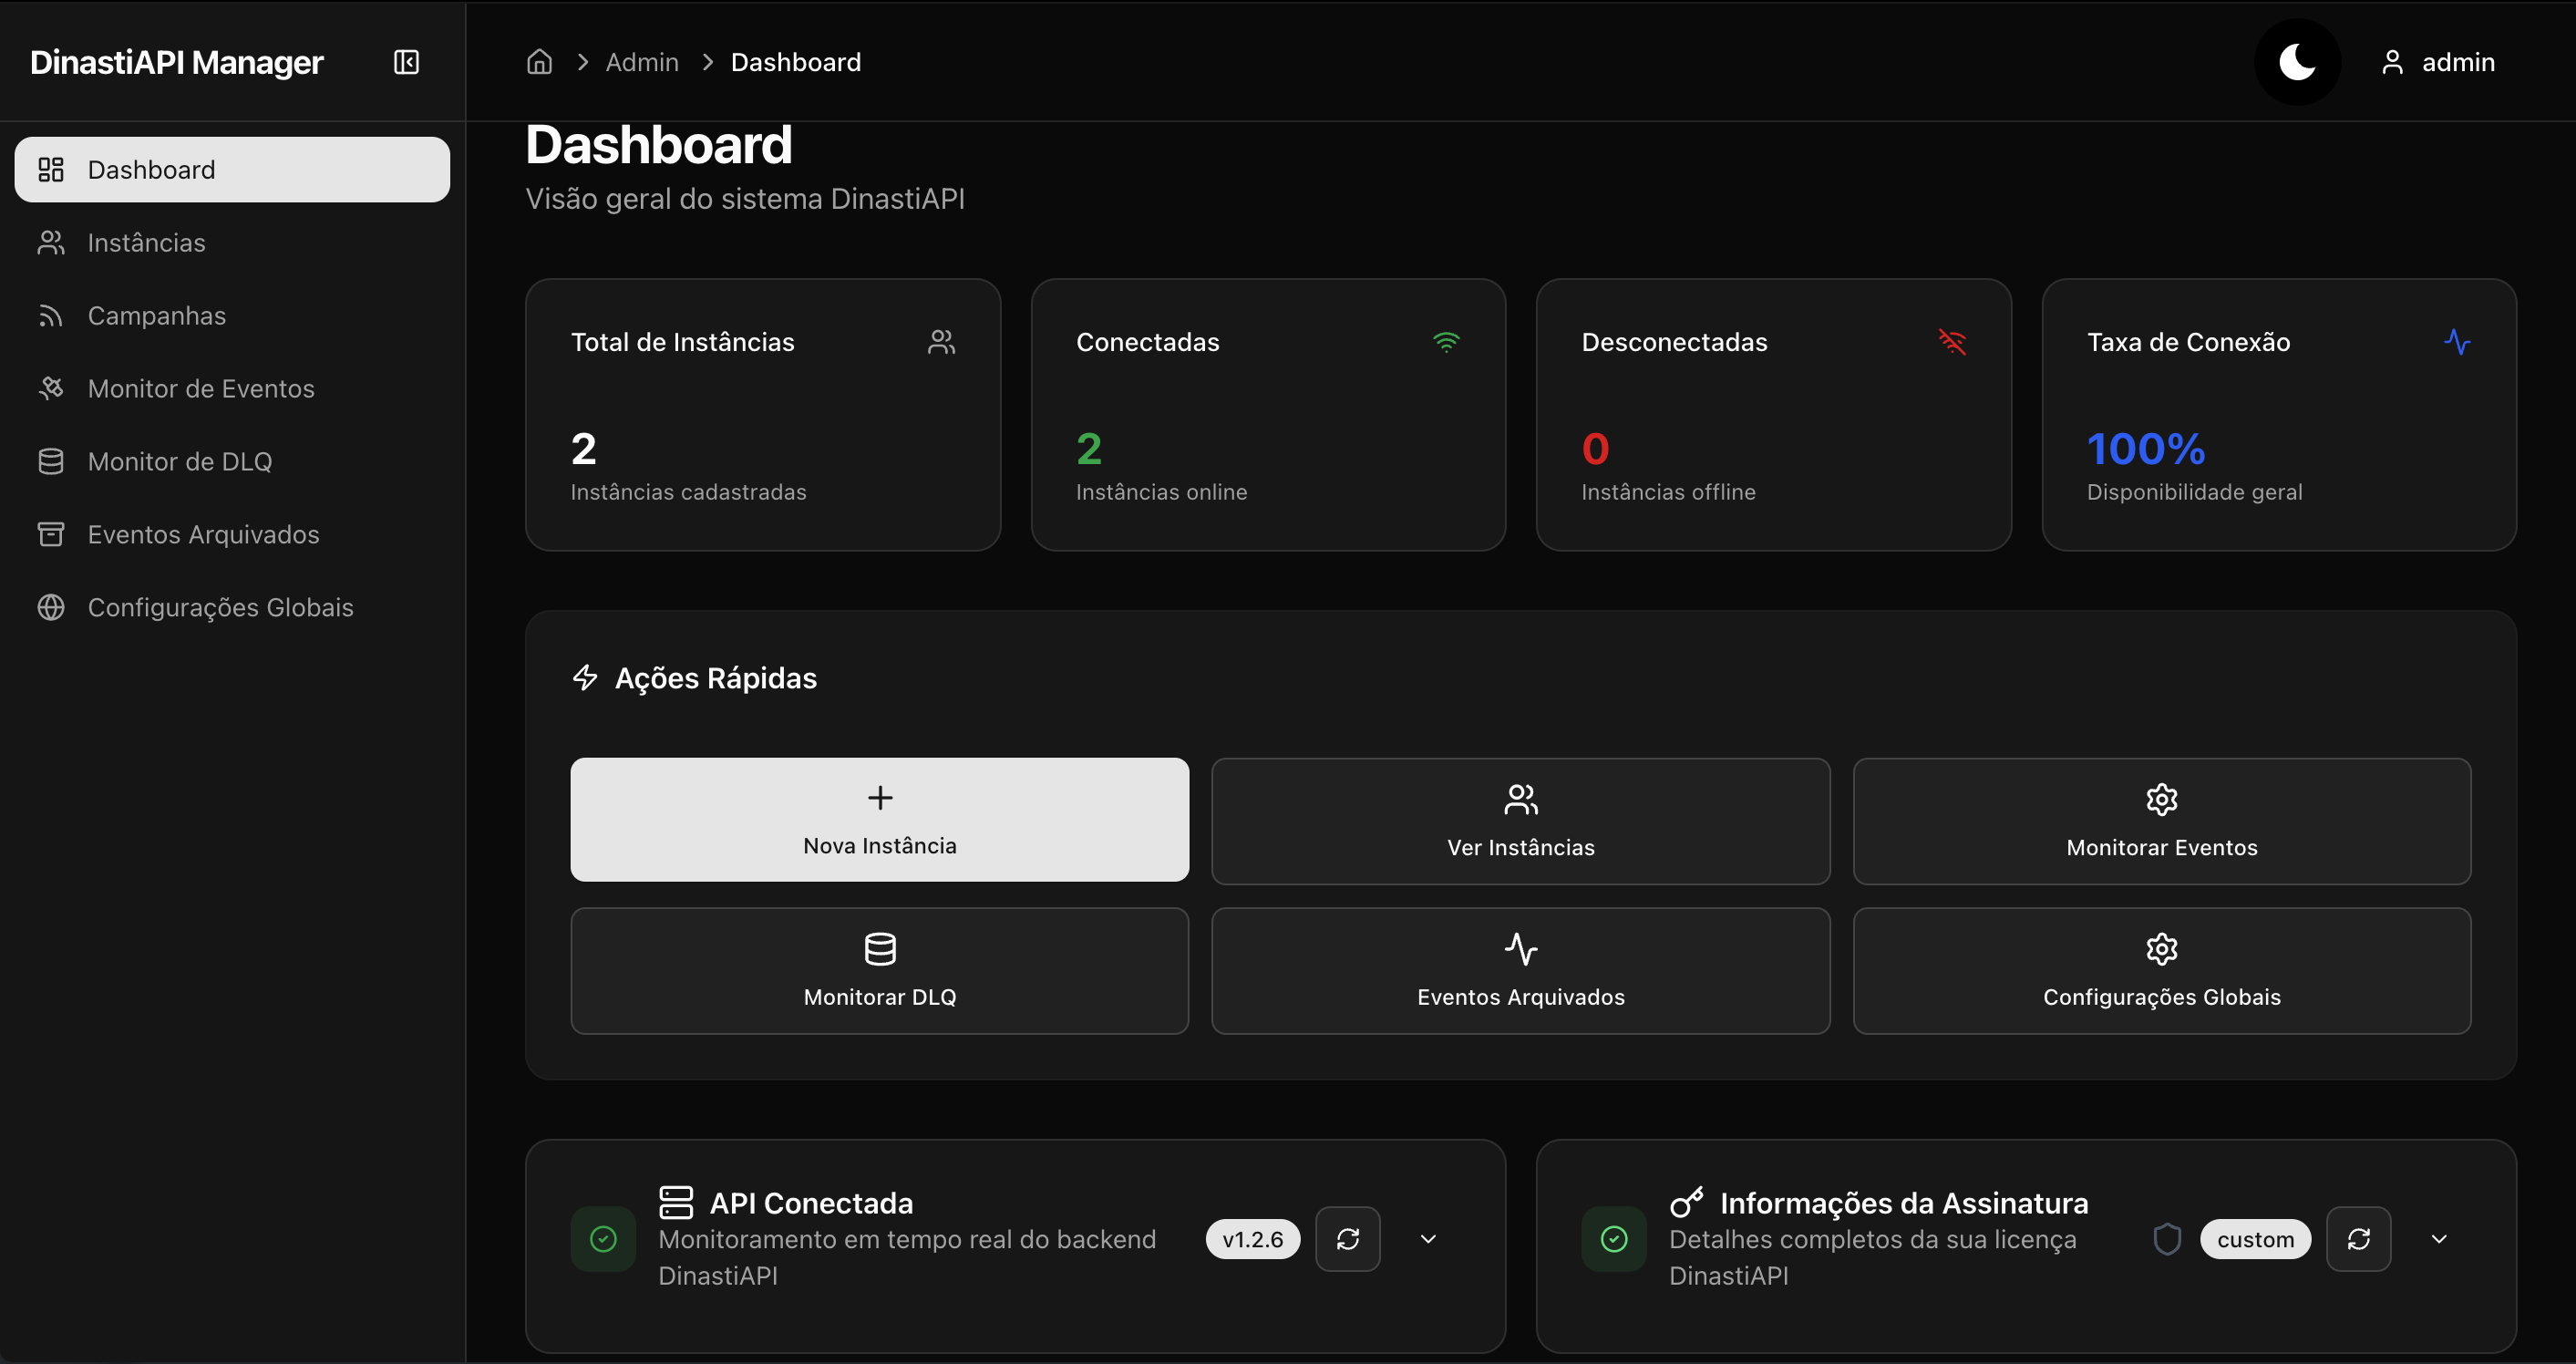 DinastiAPI Manager
Admin
Dashboard
admin
Dashboard
Instâncias
Campanhas
Monitor de Eventos
Monitor de DLQ
Eventos Arquivados
Configurações Globais
Dashboard
Visão geral do sistema DinastiAPI
Total de Instâncias
2
Instâncias cadastradas
Conectadas
2
Instâncias online
Desconectadas
0
Instâncias offline
Taxa de Conexão
100%
Disponibilidade geral
Ações Rápidas
Nova Instância
Ver Instâncias
Monitorar Eventos
Monitorar DLQ
Eventos Arquivados
Configurações Globais
API Conectada
Monitoramento em tempo real do backend
DinastiAPI
v1.2.6
Informações da Assinatura
Detalhes completos da sua licença
DinastiAPI
custom